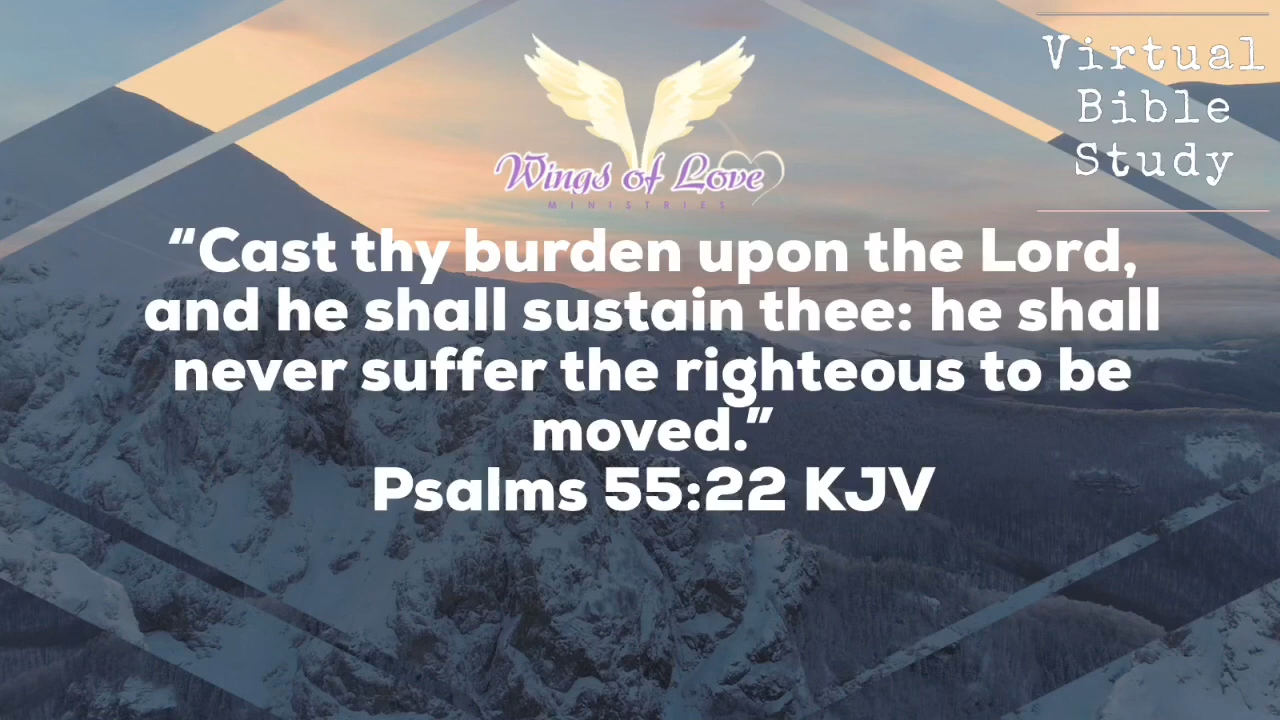 Virtual
Bible
Study
Wings of Love
MINISTRIES
“Cast thy burden upon the Lord,
and he shall sustain thee: he shall
never suffer the righteous to be
moved.”
Psalms 55:22 KJV